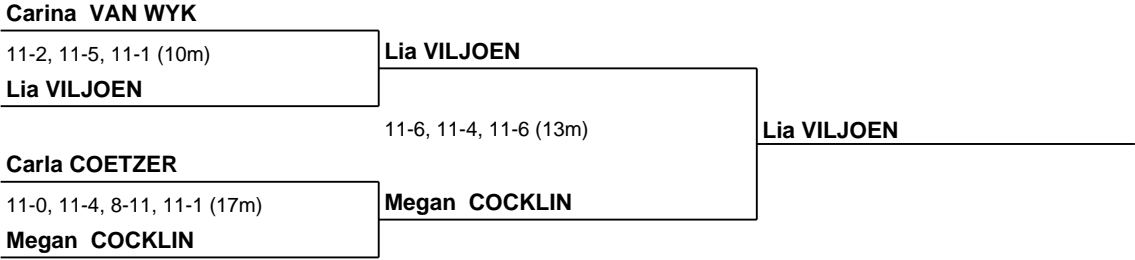 Carina  VAN WYK
11-2, 11-5, 11-1 (10m)
Lia VILJOEN
Lia VILJOEN
11-6, 11-4, 11-6 (13m)
Lia VILJOEN
Carla COETZER
11-0, 11-4, 8-11, 11-1 (17m)
Megan  COCKLIN
Megan  COCKLIN